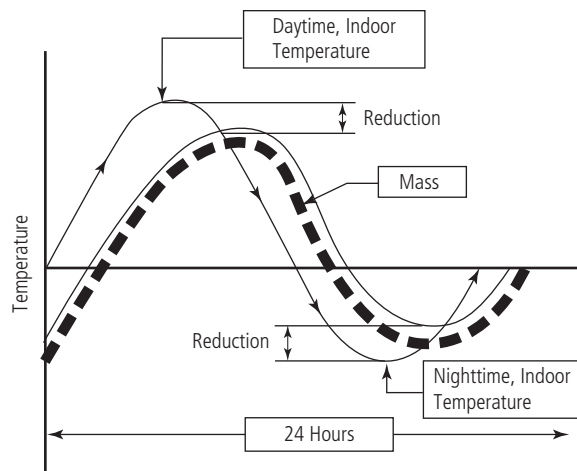 Daytime, Indoor
Temperature
Reduction
Mass
Temperature
Reduction
Nighttime, Indoor
Temperature
24 Hours